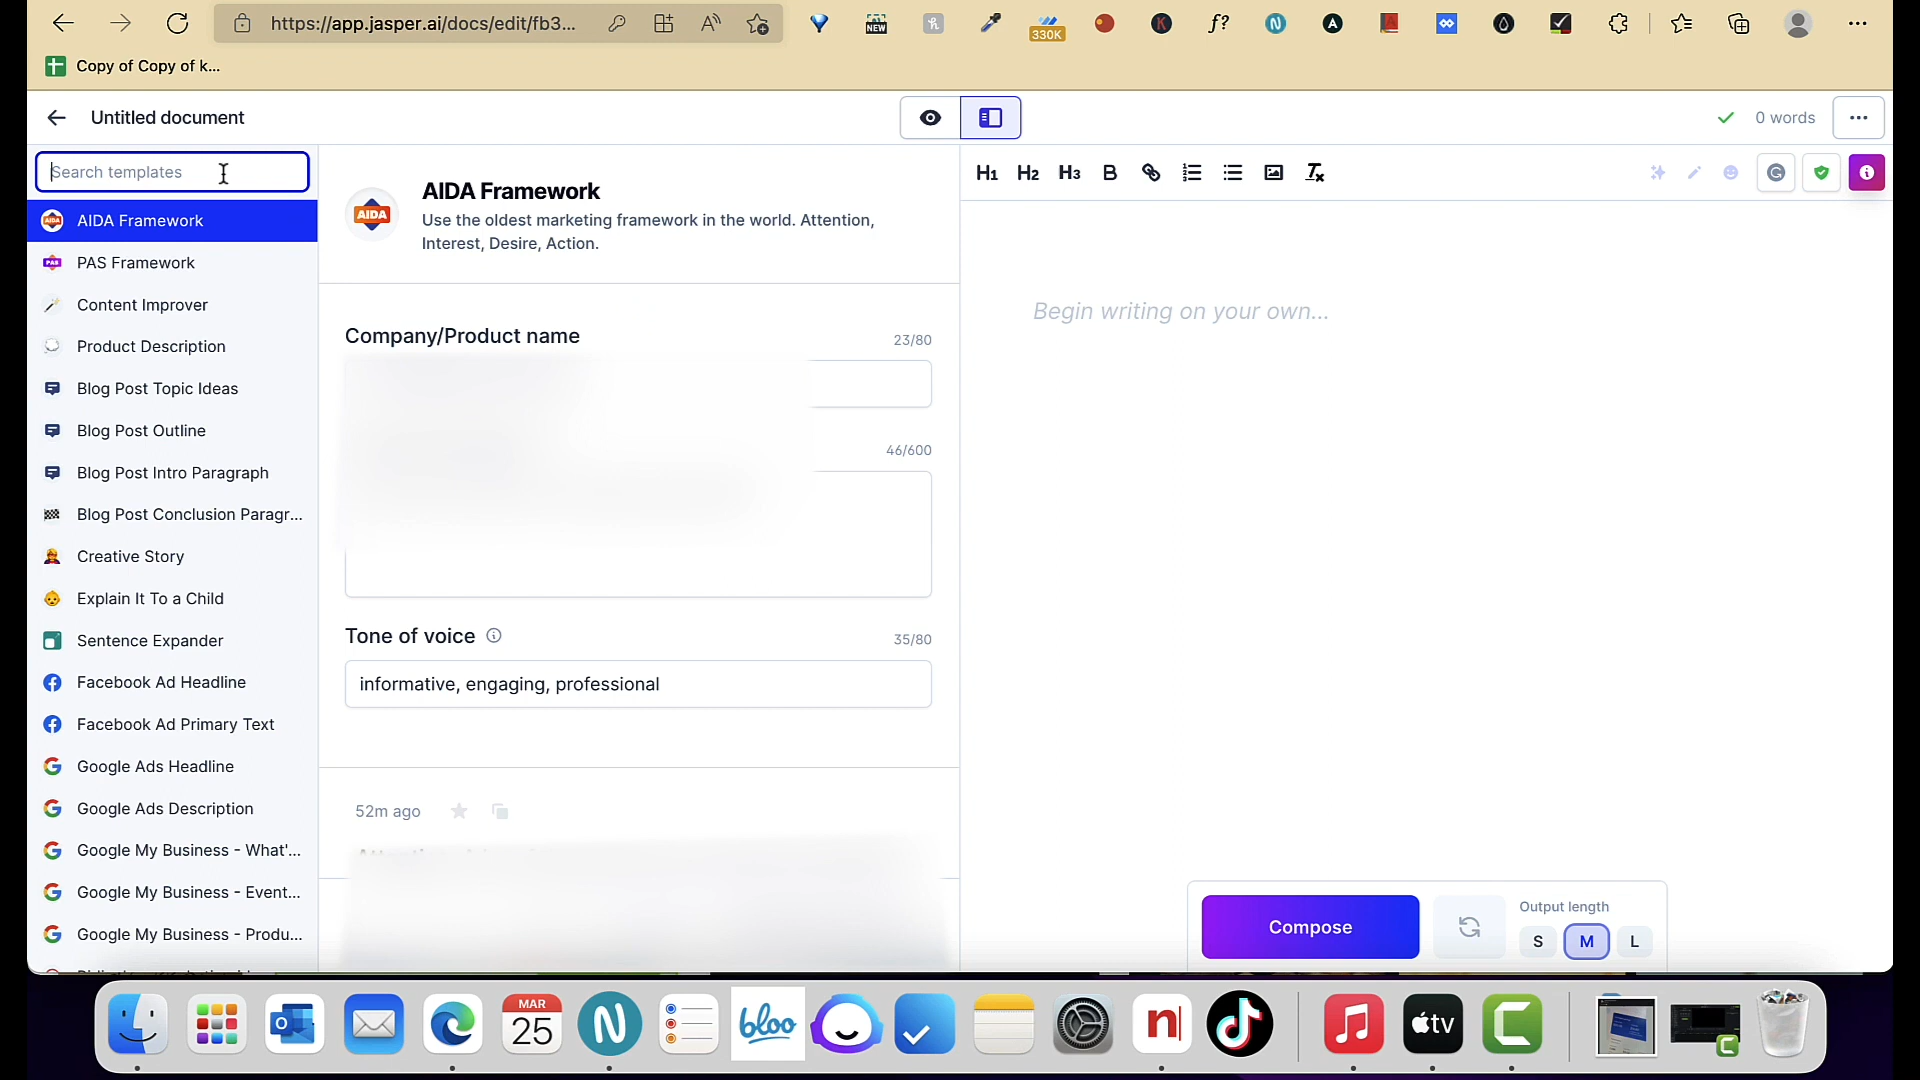 https://app.jasper.ai/docs/edit/fb3...
NEW
330K
f?
Copy of Copy of k...
Untitled document
0 words
Search templates
H1 H2 H3 B
AIDA Framework
PAS Framework
Content Improver
Product Description
Blog Post Topic Ideas
Blog Post Outline
Blog Post Intro Paragraph
Blog Post Conclusion Paragr...
Creative Story
Explain It To a Child
Sentence Expander
Facebook Ad Headline
Facebook Ad Primary Text
Google Ads Headline
Google Ads Description
Google My Business - What'...
Google My Business - Event...
Google My Business - Produ...
AIDA
AIDA Framework
Use the oldest marketing framework in the world. Attention,
Interest, Desire, Action.
Company/Product name
23/80
46/600
Tone of voice
35/80
informative, engaging, professional
52m ago
Begin writing on your own...
Compose
Output length
S M L
MAR
25
bloo
n
tv